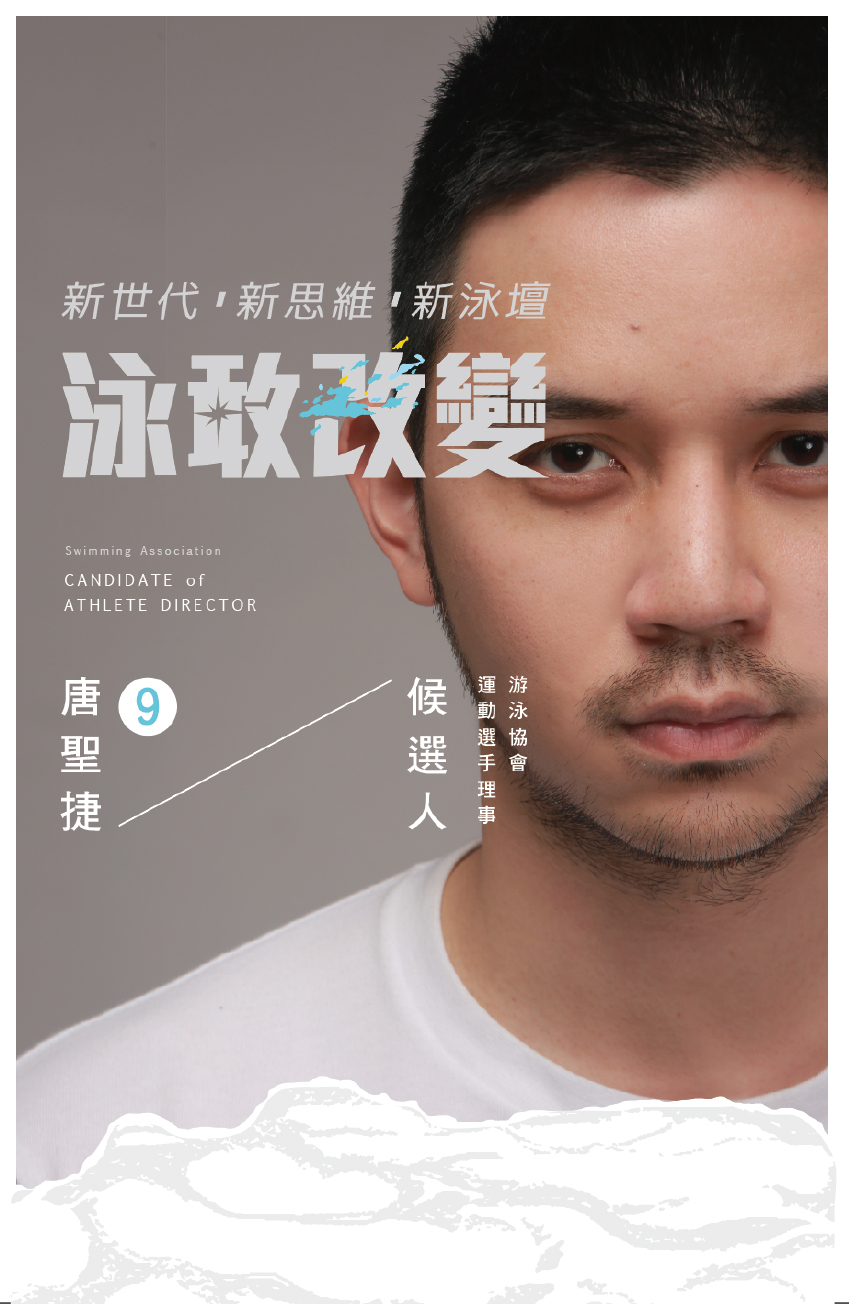 新世代,新思維,新泳壇
泳敢改變
Swimming Association
CANDIDATE of
ATHLETE DIRECTOR
唐聖捷
9
候選人
游泳協會
運動選手理事